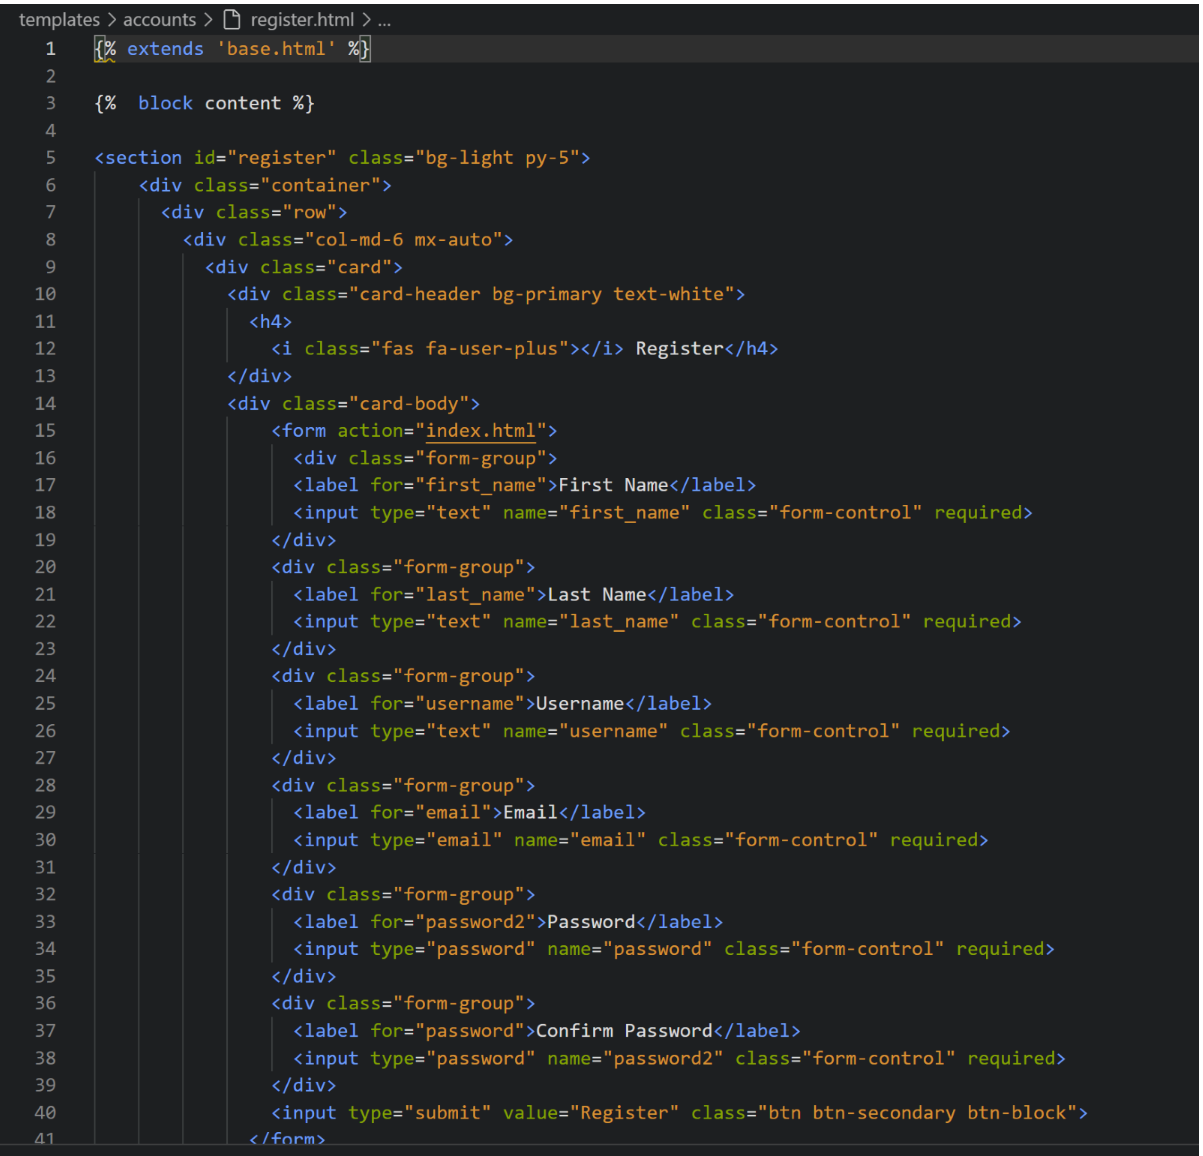 templates > accounts > register.html > ...
1 {% extends 'base.html' %}
2
3 {%  block content %}
4
5 <section id="register" class="bg-light py-5">
6     <div class="container">
7       <div class="row">
8         <div class="col-md-6 mx-auto">
9           <div class="card">
10             <div class="card-header bg-primary text-white">
11               <h4>
12                 <i class="fas fa-user-plus"></i> Register</h4>
13             </div>
14             <div class="card-body">
15                 <form action="index.html">
16                   <div class="form-group">
17                   <label for="first_name">First Name</label>
18                   <input type="text" name="first_name" class="form-control" required>
19                 </div>
20                 <div class="form-group">
21                   <label for="last_name">Last Name</label>
22                   <input type="text" name="last_name" class="form-control" required>
23                 </div>
24                 <div class="form-group">
25                   <label for="username">Username</label>
26                   <input type="text" name="username" class="form-control" required>
27                 </div>
28                 <div class="form-group">
29                   <label for="email">Email</label>
30                   <input type="email" name="email" class="form-control" required>
31                 </div>
32                 <div class="form-group">
33                   <label for="password2">Password</label>
34                   <input type="password" name="password" class="form-control" required>
35                 </div>
36                 <div class="form-group">
37                   <label for="password">Confirm Password</label>
38                   <input type="password" name="password2" class="form-control" required>
39                 </div>
40                 <input type="submit" value="Register" class="btn btn-secondary btn-block">
41               </form>